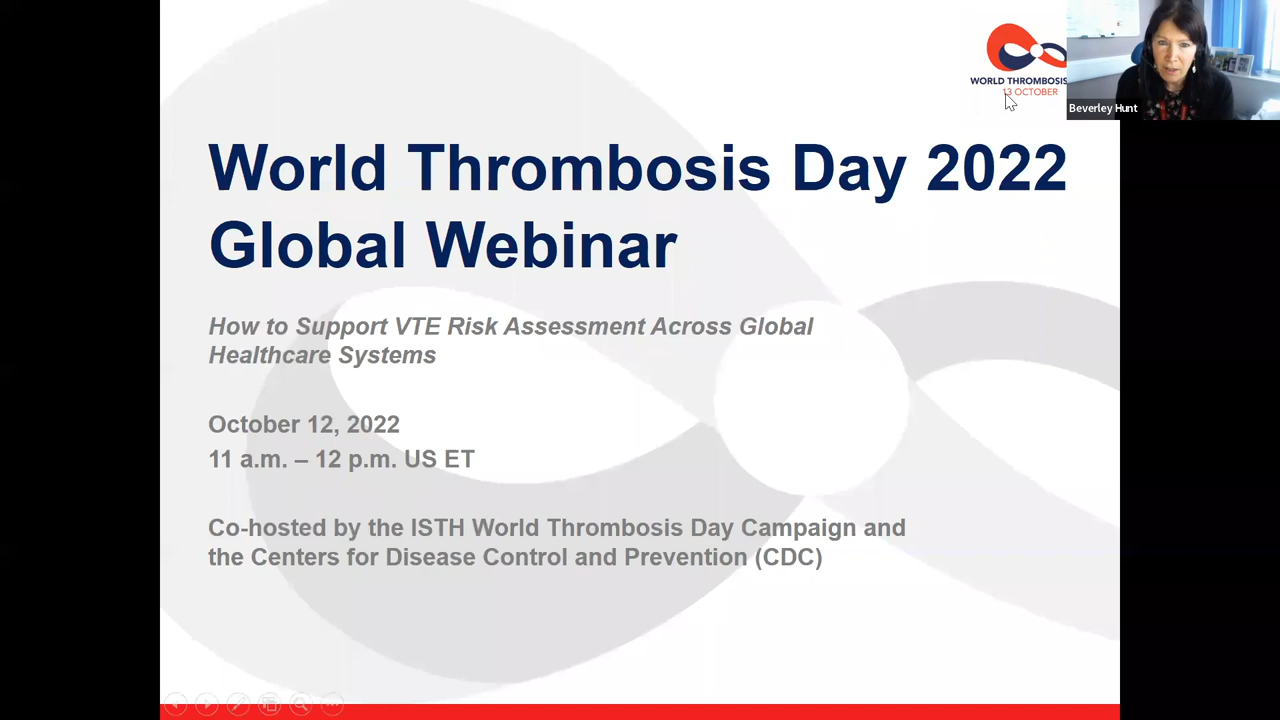 WORLD THROMBOSIS
13 OCTOBER
Beverley Hunt
World Thrombosis Day 2022
Global Webinar
How to Support VTE Risk Assessment Across Global
Healthcare Systems
October 12, 2022
11 a.m. – 12 p.m. US ET
Co-hosted by the ISTH World Thrombosis Day Campaign and
the Centers for Disease Control and Prevention (CDC)